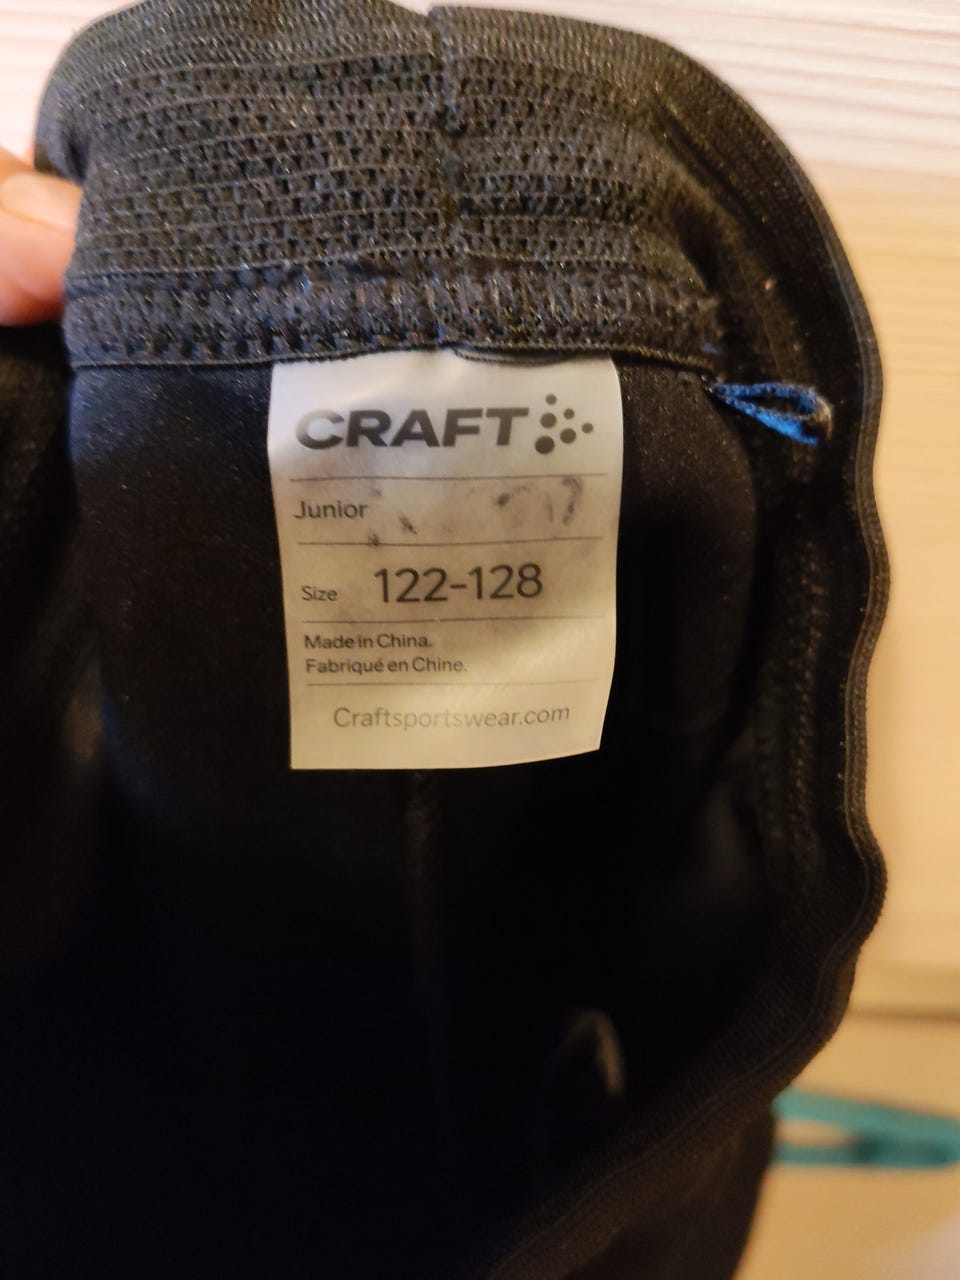 CRAFT
Junior
Size 122-128
Made in China.
Fabriqué en Chine.
Craftsportswear.com